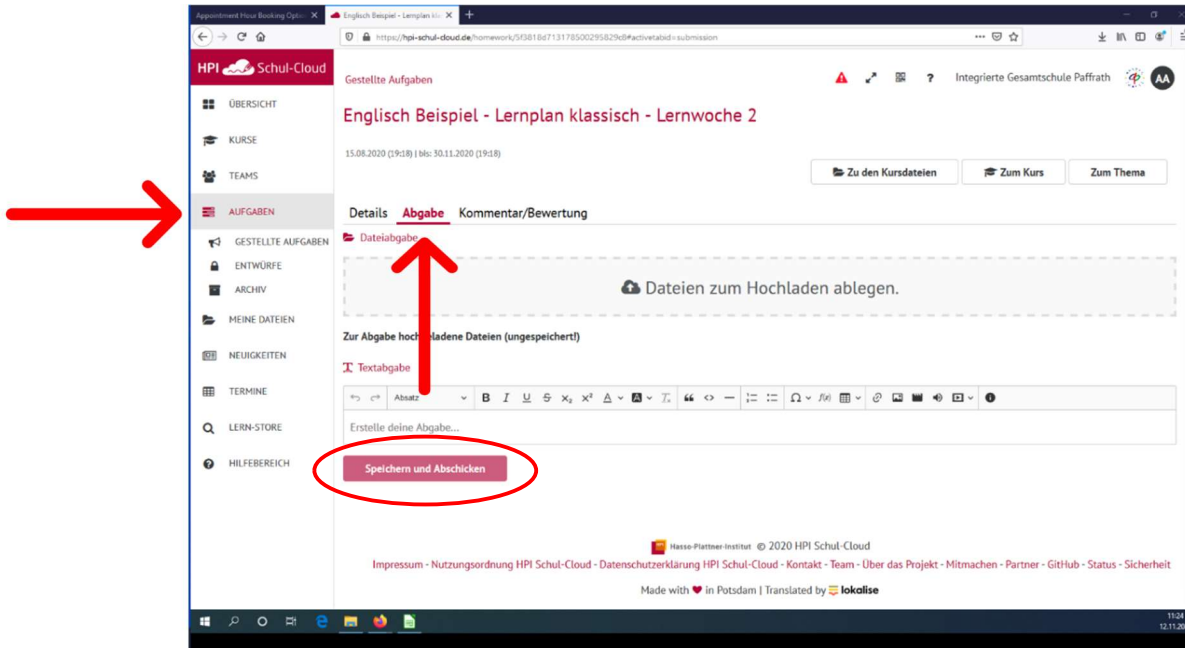 Appointment Hour Booking Optio
Englisch Beispiel - Lernplan kla
https://hpi-schul-cloud.de/homework/5f3818d713178500295829c8#activetabid=submission
HPI Schul-Cloud
Gestellte Aufgaben
Integrierte Gesamtschule Paffrath
AA
ÜBERSICHT
Englisch Beispiel - Lernplan klassisch - Lernwoche 2
KURSE
15.08.2020 (19:18) | bis: 30.11.2020 (19:18)
TEAMS
Zu den Kursdateien
Zum Kurs
Zum Thema
AUFGABEN
Details Abgabe Kommentar/Bewertung
GESTELLTE AUFGABEN
Dateiabgabe
ENTWÜRFE
Dateien zum Hochladen ablegen.
ARCHIV
MEINE DATEIEN
Zur Abgabe hochgeladene Dateien (ungespeichert!)
NEUIGKEITEN
Textabgabe
TERMINE
Absatz
LERN-STORE
Erstelle deine Abgabe...
HILFEBEREICH
Speichern und Abschicken
Hasso-Plattner-Institut © 2020 HPI Schul-Cloud
Impressum - Nutzungsordnung HPI Schul-Cloud - Datenschutzerklärung HPI Schul-Cloud - Kontakt - Team - Über das Projekt - Mitmachen - Partner - GitHub - Status - Sicherheit
Made with ♥ in Potsdam | Translated by lokalise
11:24
12.11.20